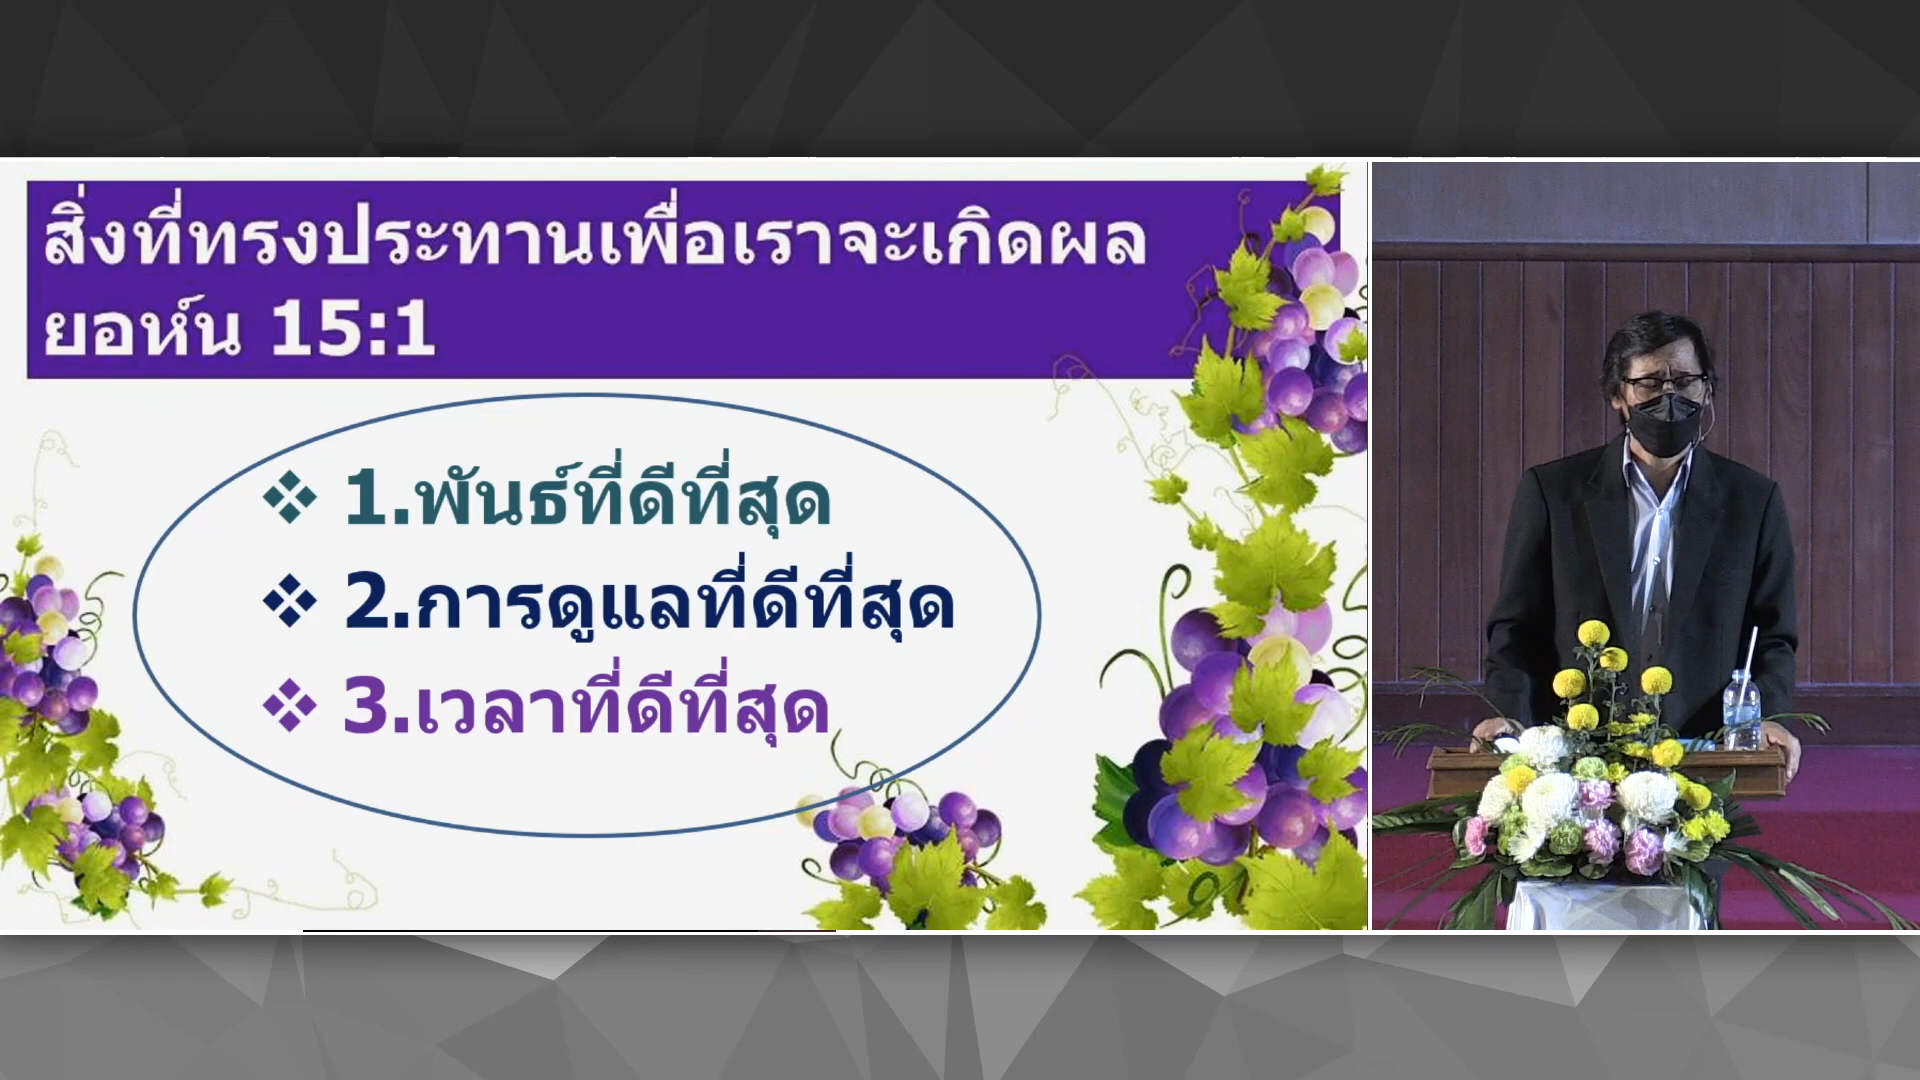 สิ่งที่ทรงประทานเพื่อเราจะเกิดผล
ยอห์น 15:1
❖ 1.พันธ์ที่ดีที่สุด
❖ 2.การดูแลที่ดีที่สุด
❖ 3.เวลาที่ดีที่สุด